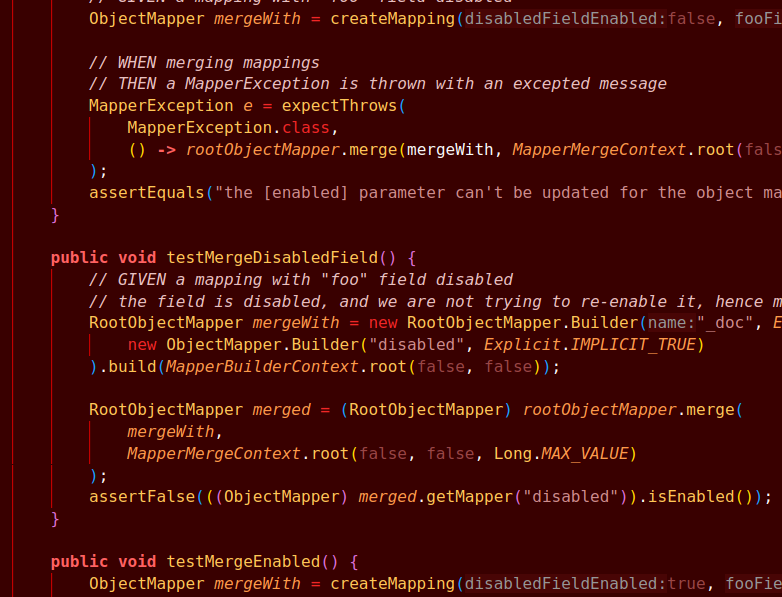 // GIVEN a mapping with "foo" field disabled
ObjectMapper mergeWith = createMapping(disabledFieldEnabled:false, fooFi
// WHEN merging mappings
// THEN a MapperException is thrown with an excepted message
MapperException e = expectThrows(
MapperException.class,
() -> rootObjectMapper.merge(mergeWith, MapperMergeContext.root(fals
);
assertEquals("the [enabled] parameter can't be updated for the object ma
}
public void testMergeDisabledField() {
// GIVEN a mapping with "foo" field disabled
// the field is disabled, and we are not trying to re-enable it, hence m
RootObjectMapper mergeWith = new RootObjectMapper.Builder(name:"_doc", E
new ObjectMapper.Builder("disabled", Explicit.IMPLICIT_TRUE)
).build(MapperBuilderContext.root(false, false));
RootObjectMapper merged = (RootObjectMapper) rootObjectMapper.merge(
mergeWith,
MapperMergeContext.root(false, false, Long.MAX_VALUE)
);
assertFalse(((ObjectMapper) merged.getMapper("disabled")).isEnabled());
}
public void testMergeEnabled() {
ObjectMapper mergeWith = createMapping(disabledFieldEnabled:true, fooFie